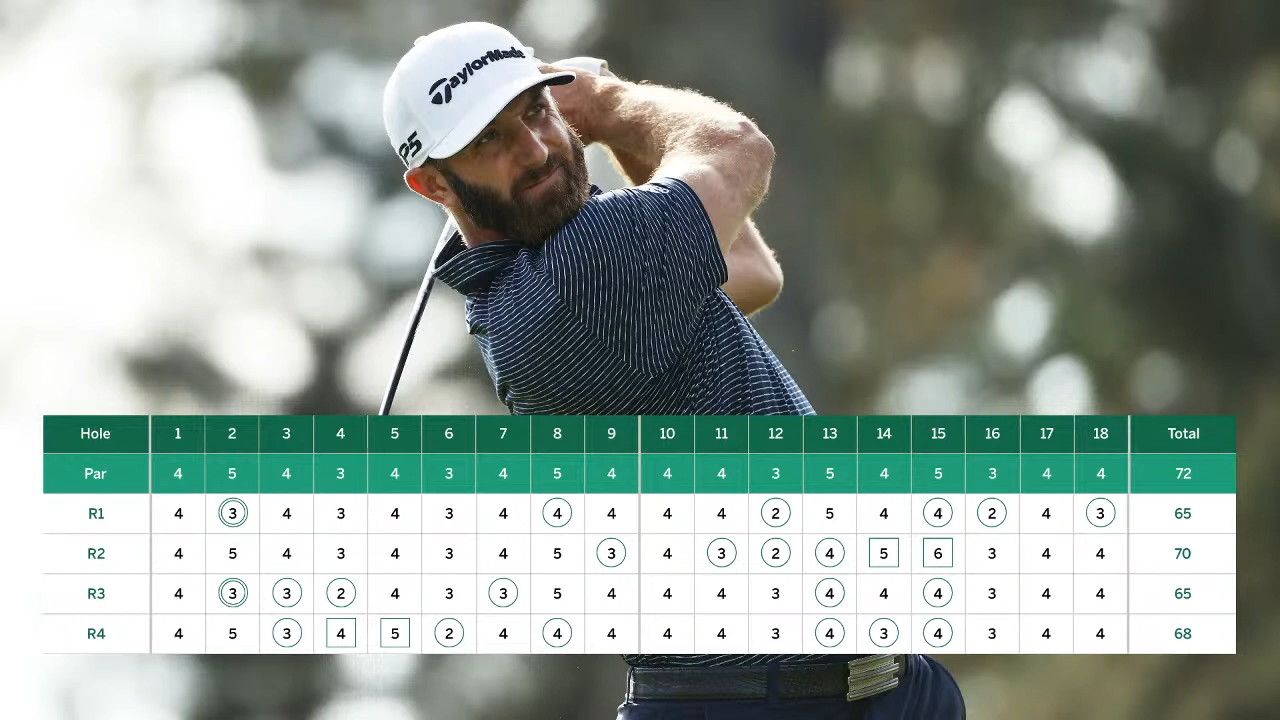 TaylorMade
P5
Hole 1 2 3 4 5 6 7 8 9 10 11 12 13 14 15 16 17 18 Total
Par 4 5 4 3 4 3 4 5 4 4 4 3 5 4 5 3 4 4 72
R1 4 3 4 3 4 3 4 4 4 4 4 2 5 4 4 2 4 3 65
R2 4 5 4 3 4 3 4 5 3 4 3 2 4 5 6 3 4 4 70
R3 4 3 3 2 4 3 3 5 4 4 4 3 4 4 4 3 4 4 65
R4 4 5 3 4 5 2 4 4 4 4 4 3 4 3 4 3 4 4 68